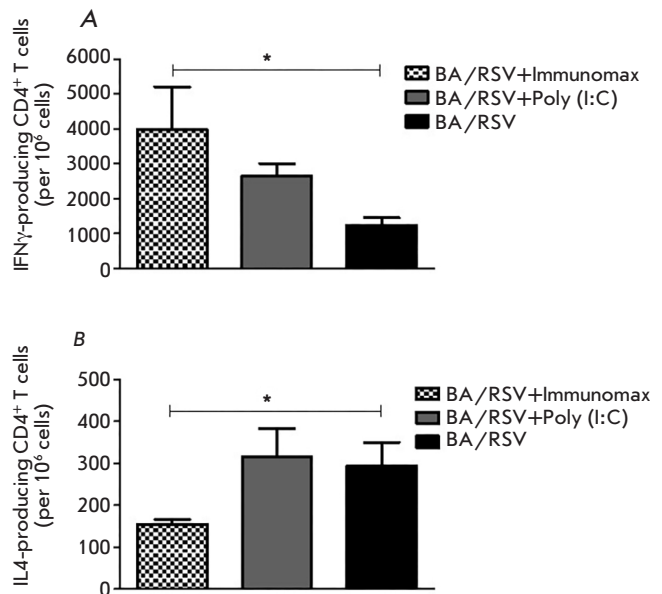 A
IFNγ-producing CD4⁺ T cells
(per 10⁶ cells)
6000
5000
4000
3000
2000
1000
0
*
BA/RSV+Immunomax
BA/RSV+Poly (I:C)
BA/RSV
B
IL4-producing CD4⁺ T cells
(per 10⁶ cells)
500
400
300
200
100
0
*
BA/RSV+Immunomax
BA/RSV+Poly (I:C)
BA/RSV